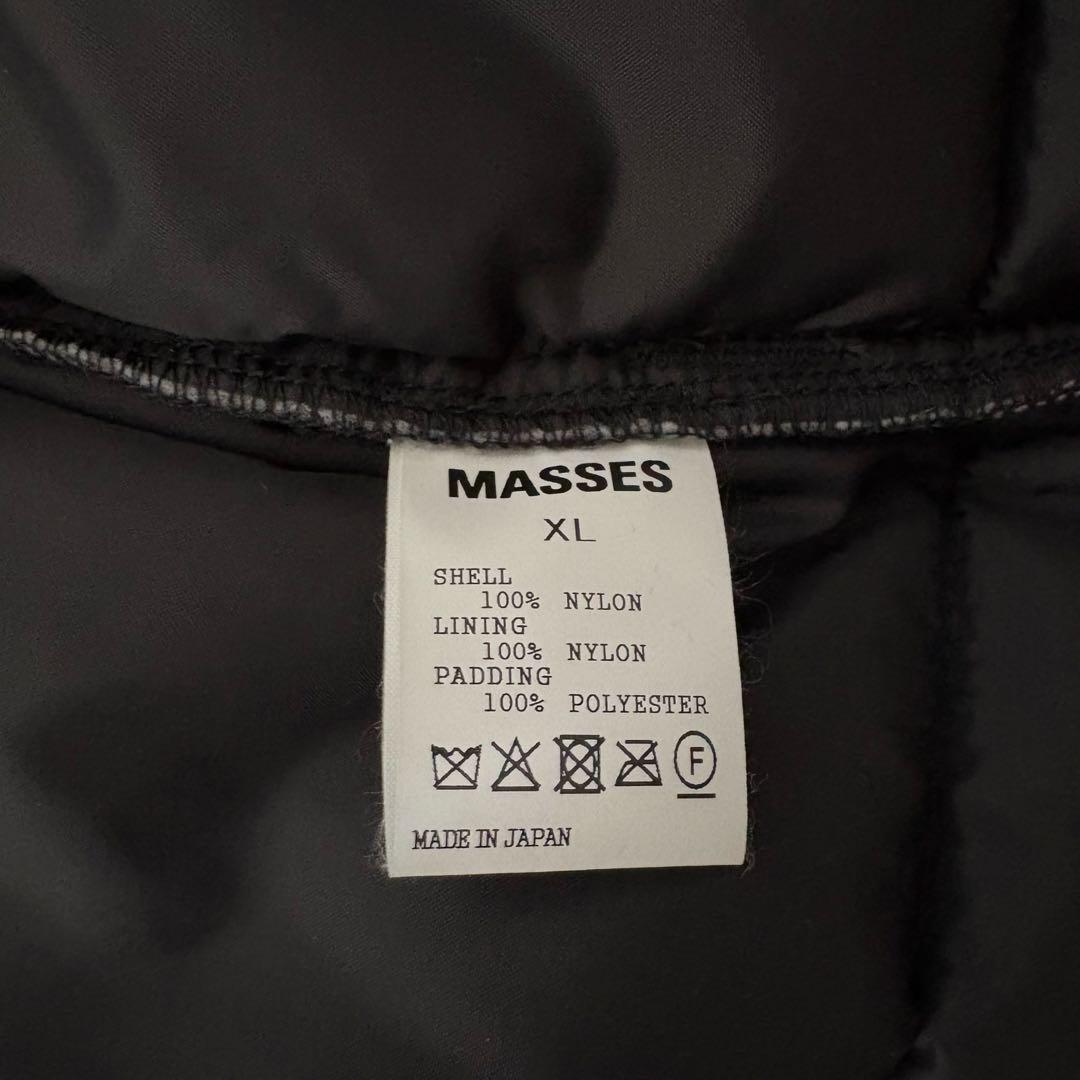 MASSES
XL
SHELL
100% NYLON
LINING
100% NYLON
PADDING
100% POLYESTER
F
MADE IN JAPAN